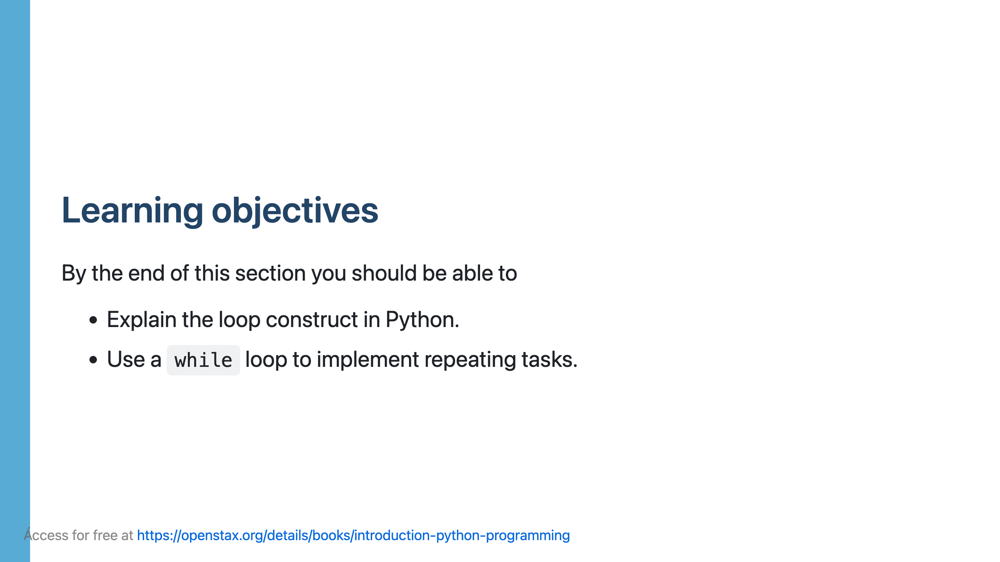 Learning objectives
By the end of this section you should be able to
• Explain the loop construct in Python.
• Use a while loop to implement repeating tasks.
Áccess for free at https://openstax.org/details/books/introduction-python-programming